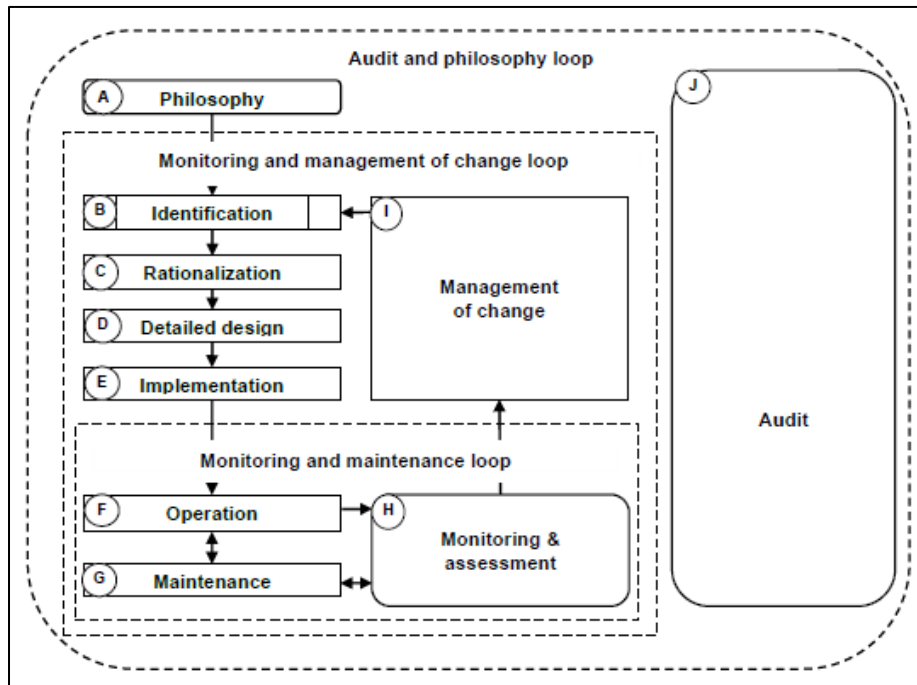 Audit and philosophy loop
J
A
Philosophy
Monitoring and management of change loop
B
Identification
I
C
Rationalization
Management
of change
D
Detailed design
E
Implementation
Audit
Monitoring and maintenance loop
F
Operation
H
Monitoring &
assessment
G
Maintenance